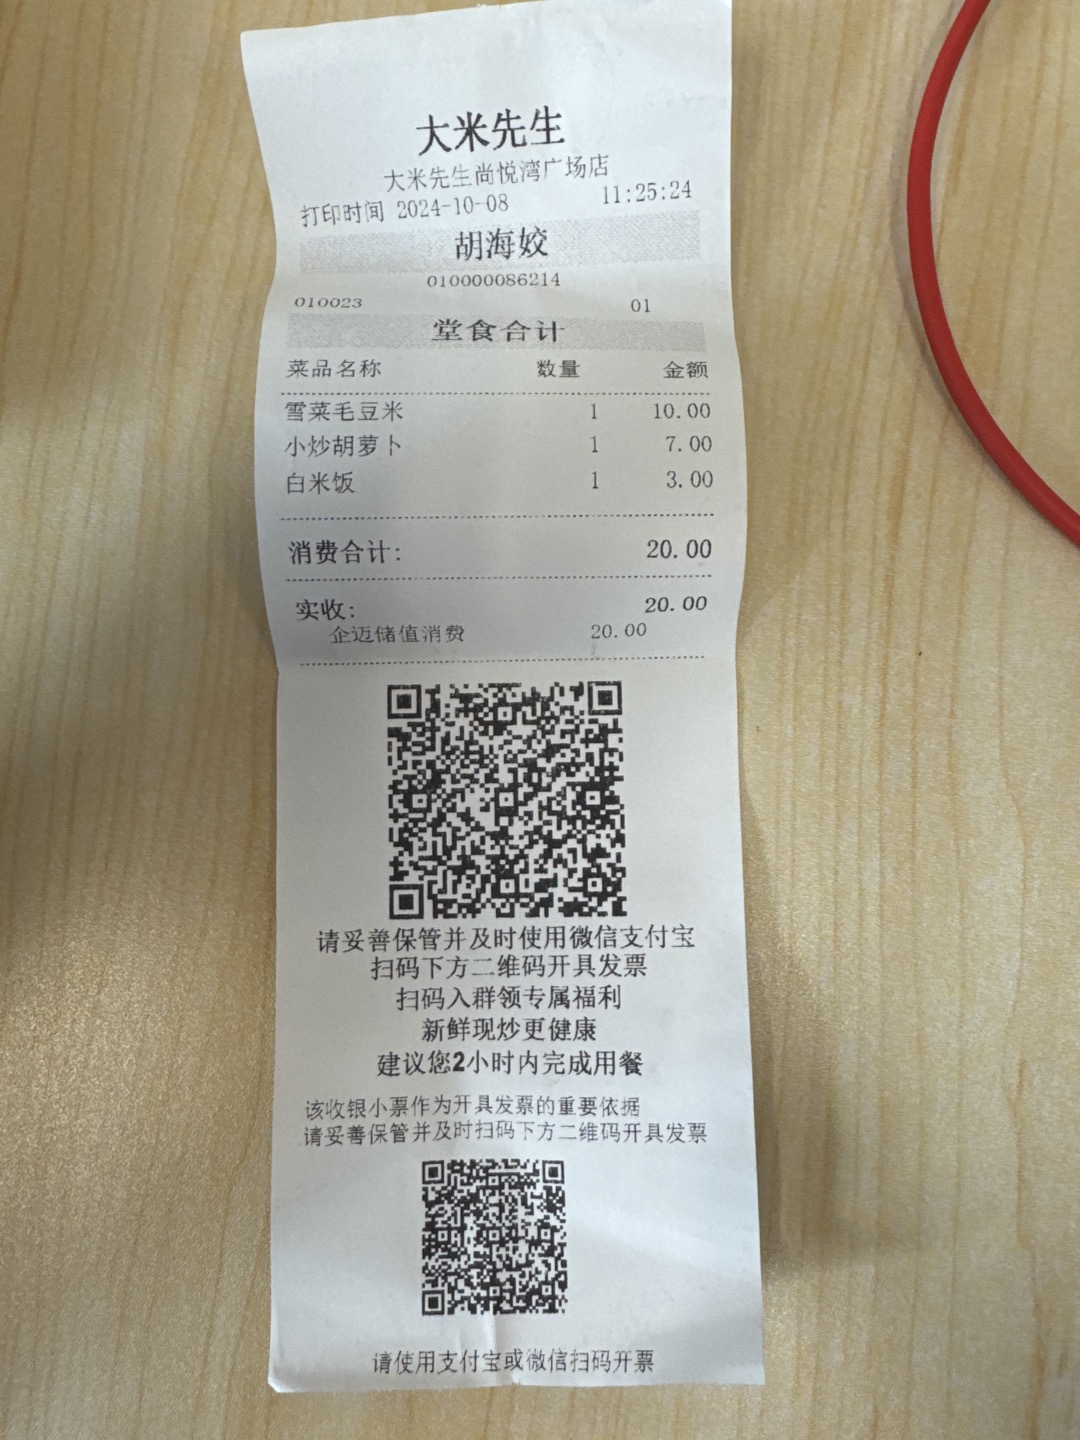 大米先生
大米先生尚悦湾广场店
打印时间 2024-10-08 11:25:24
胡海姣
010000086214
010023 01
堂食合计
菜品名称 数量 金额
雪菜毛豆米 1 10.00
小炒胡萝卜 1 7.00
白米饭 1 3.00
消费合计: 20.00
实收: 20.00
企迈储值消费 20.00
请妥善保管并及时使用微信支付宝
扫码下方二维码开具发票
扫码入群领专属福利
新鲜现炒更健康
建议您2小时内完成用餐
该收银小票作为开具发票的重要依据
请妥善保管并及时扫码下方二维码开具发票
请使用支付宝或微信扫码开票